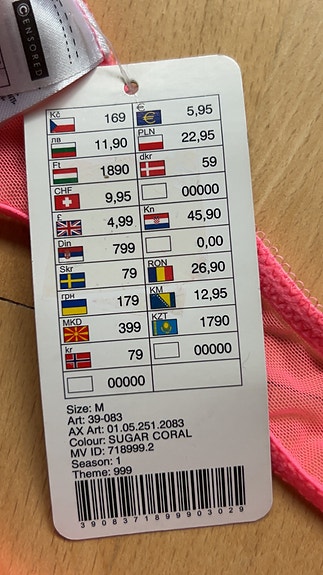 © CENSORED
Kč 169 € 5,95
лв 11,90 PLN 22,95
Ft 1890 dkr 59
CHF 9,95 00000
£ 4,99 Kn 45,90
Din 799 0,00
Skr 79 RON 26,90
грн 179 KM 12,95
MKD 399 KZT 1790
kr 79 00000
00000
Size: M
Art: 39-083
AX Art: 01.05.251.2083
Colour: SUGAR CORAL
MV ID: 718999.2
Season: 1
Theme: 999
3908371899903029